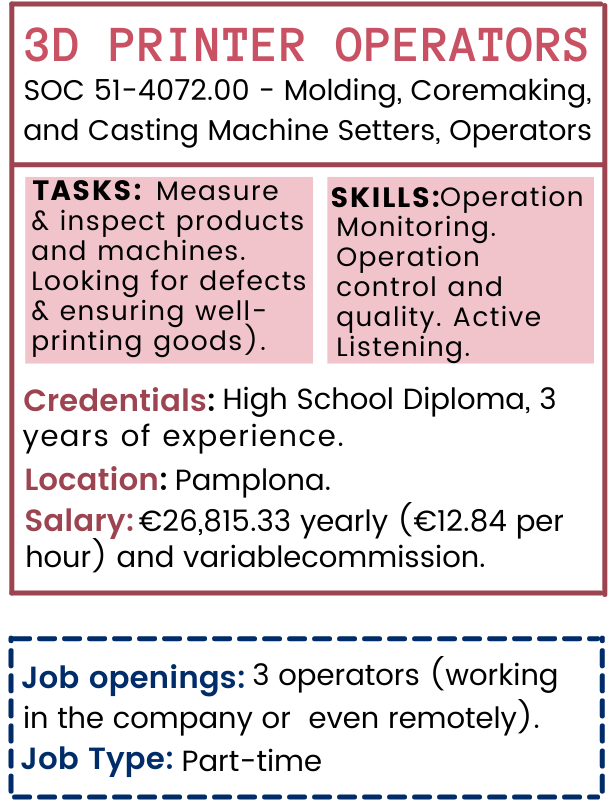 3D PRINTER OPERATORS
SOC 51-4072.00 - Molding, Coremaking,
and Casting Machine Setters, Operators
TASKS: Measure
& inspect products
and machines.
Looking for defects
& ensuring well-
printing goods).
SKILLS:Operation
Monitoring.
Operation
control and
quality. Active
Listening.
Credentials: High School Diploma, 3
years of experience.
Location: Pamplona.
Salary: €26,815.33 yearly (€12.84 per
hour) and variablecommission.
Job openings: 3 operators (working
in the company or even remotely).
Job Type: Part-time